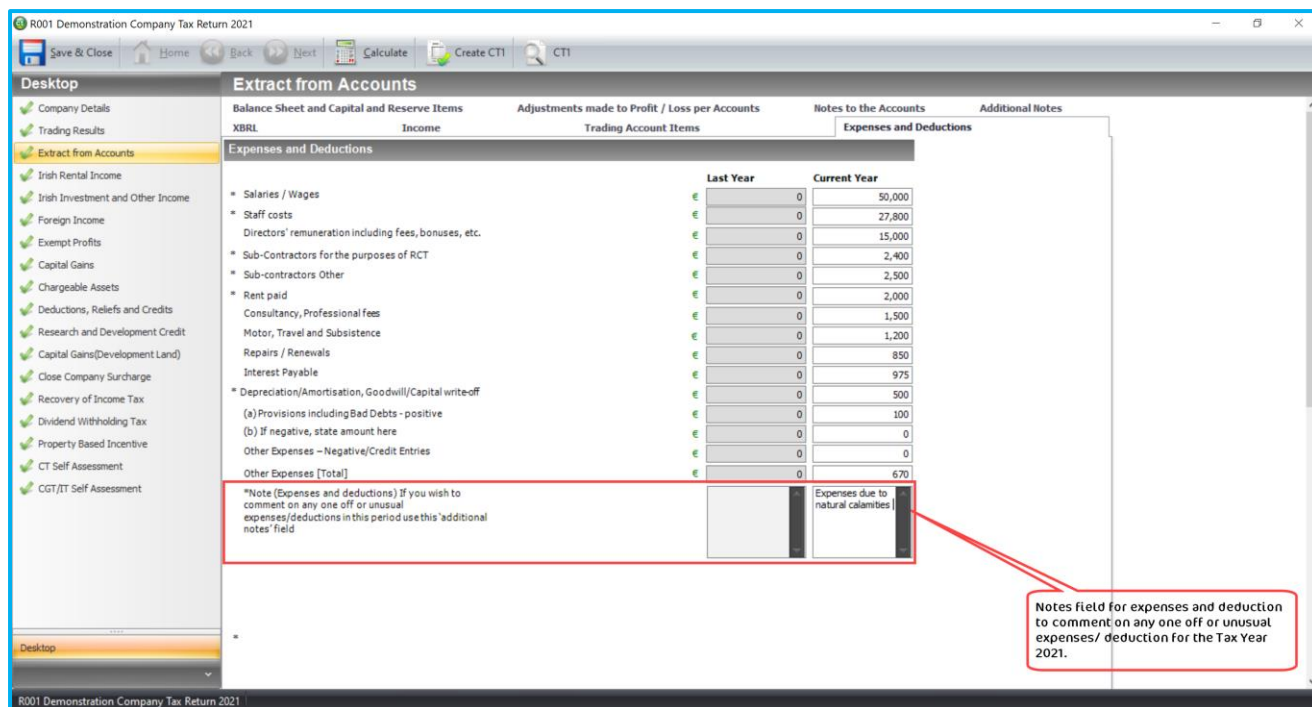 R001 Demonstration Company Tax Return 2021
Save & Close Home Back Next Calculate Create CT1 CT1
Desktop
Company Details
Trading Results
Extract from Accounts
Irish Rental Income
Irish Investment and Other Income
Foreign Income
Exempt Profits
Capital Gains
Chargeable Assets
Deductions, Reliefs and Credits
Research and Development Credit
Capital Gains(Development Land)
Close Company Surcharge
Recovery of Income Tax
Dividend Withholding Tax
Property Based Incentive
CT Self Assessment
CGT/IT Self Assessment
Desktop
Extract from Accounts
Balance Sheet and Capital and Reserve Items Adjustments made to Profit / Loss per Accounts Notes to the Accounts Additional Notes
XBRL Income Trading Account Items Expenses and Deductions
Expenses and Deductions
Last Year Current Year
* Salaries / Wages € 0 50,000
* Staff costs € 0 27,800
Directors' remuneration including fees, bonuses, etc. € 0 15,000
* Sub-Contractors for the purposes of RCT € 0 2,400
* Sub-contractors Other € 0 2,500
* Rent paid € 0 2,000
Consultancy, Professional fees € 0 1,500
Motor, Travel and Subsistence € 0 1,200
Repairs / Renewals € 0 850
Interest Payable € 0 975
* Depreciation/Amortisation, Goodwill/Capital write-off € 0 500
(a) Provisions including Bad Debts - positive € 0 100
(b) If negative, state amount here € 0 0
Other Expenses – Negative/Credit Entries € 0 0
Other Expenses [Total] € 0 670
*Note (Expenses and deductions) If you wish to
comment on any one off or unusual
expenses/deductions in this period use this 'additional
notes' field
Expenses due to
natural calamities
*
Notes field for expenses and deduction
to comment on any one off or unusual
expenses/ deduction for the Tax Year
2021.
R001 Demonstration Company Tax Return 2021